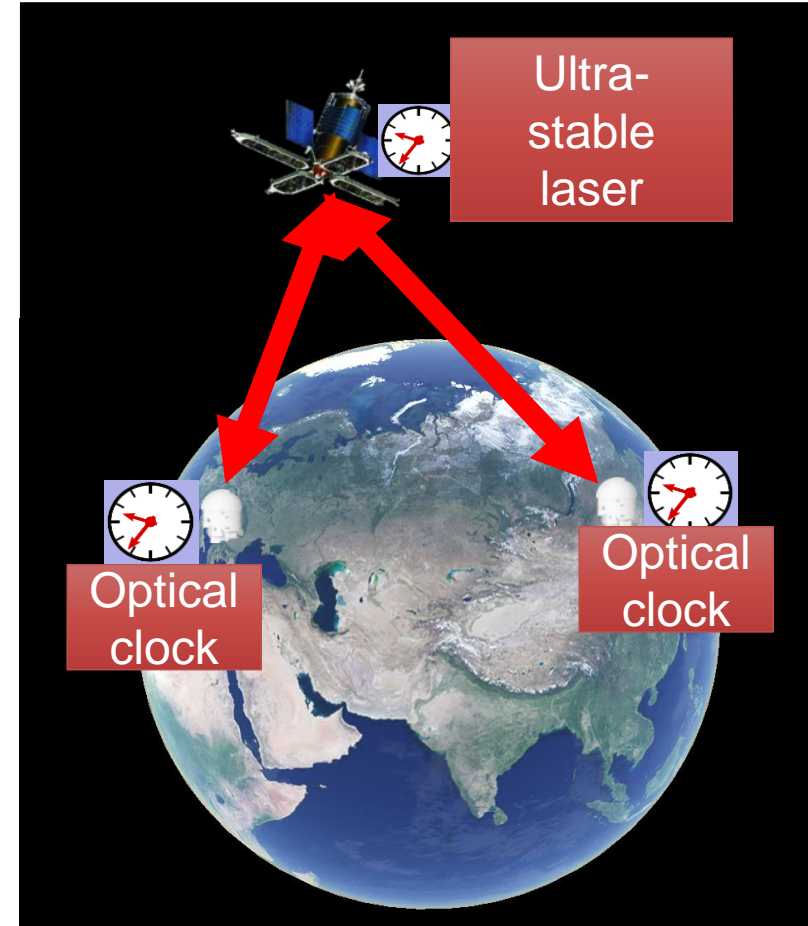 Ultra-
stable
laser
Optical
clock
Optical
clock